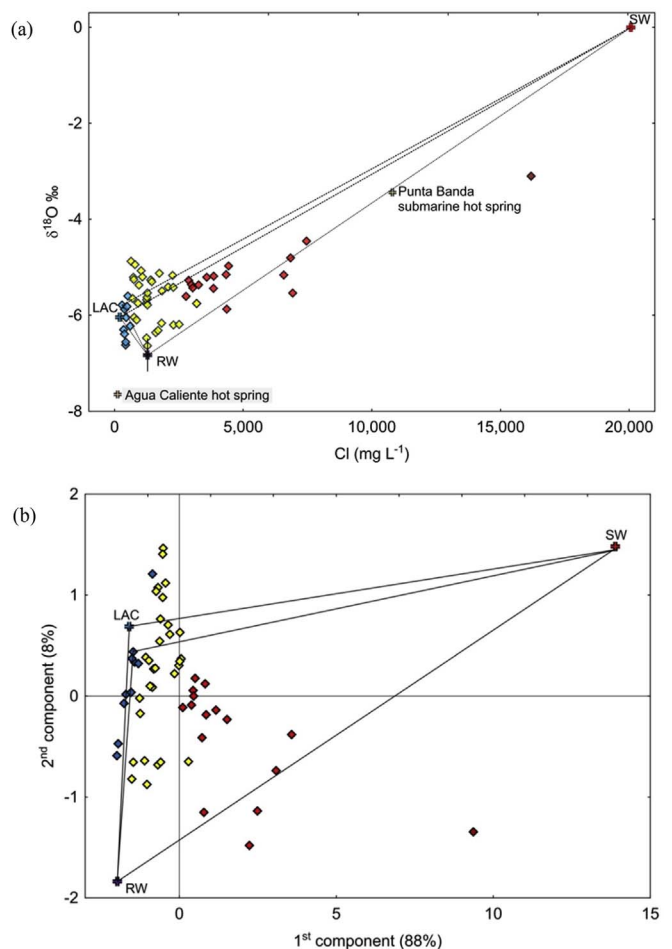 (a)
0
SW
-2
δ¹⁸O ‰
Punta Banda
submarine hot spring
-4
LAC
-6
RW
Agua Caliente hot spring
-8
0
5,000
10,000
15,000
20,000
Cl (mg L⁻¹)
(b)
2
SW
1
LAC
2ⁿᵈ component (8%)
0
-1
RW
-2
0
5
10
15
1ˢᵗ component (88%)